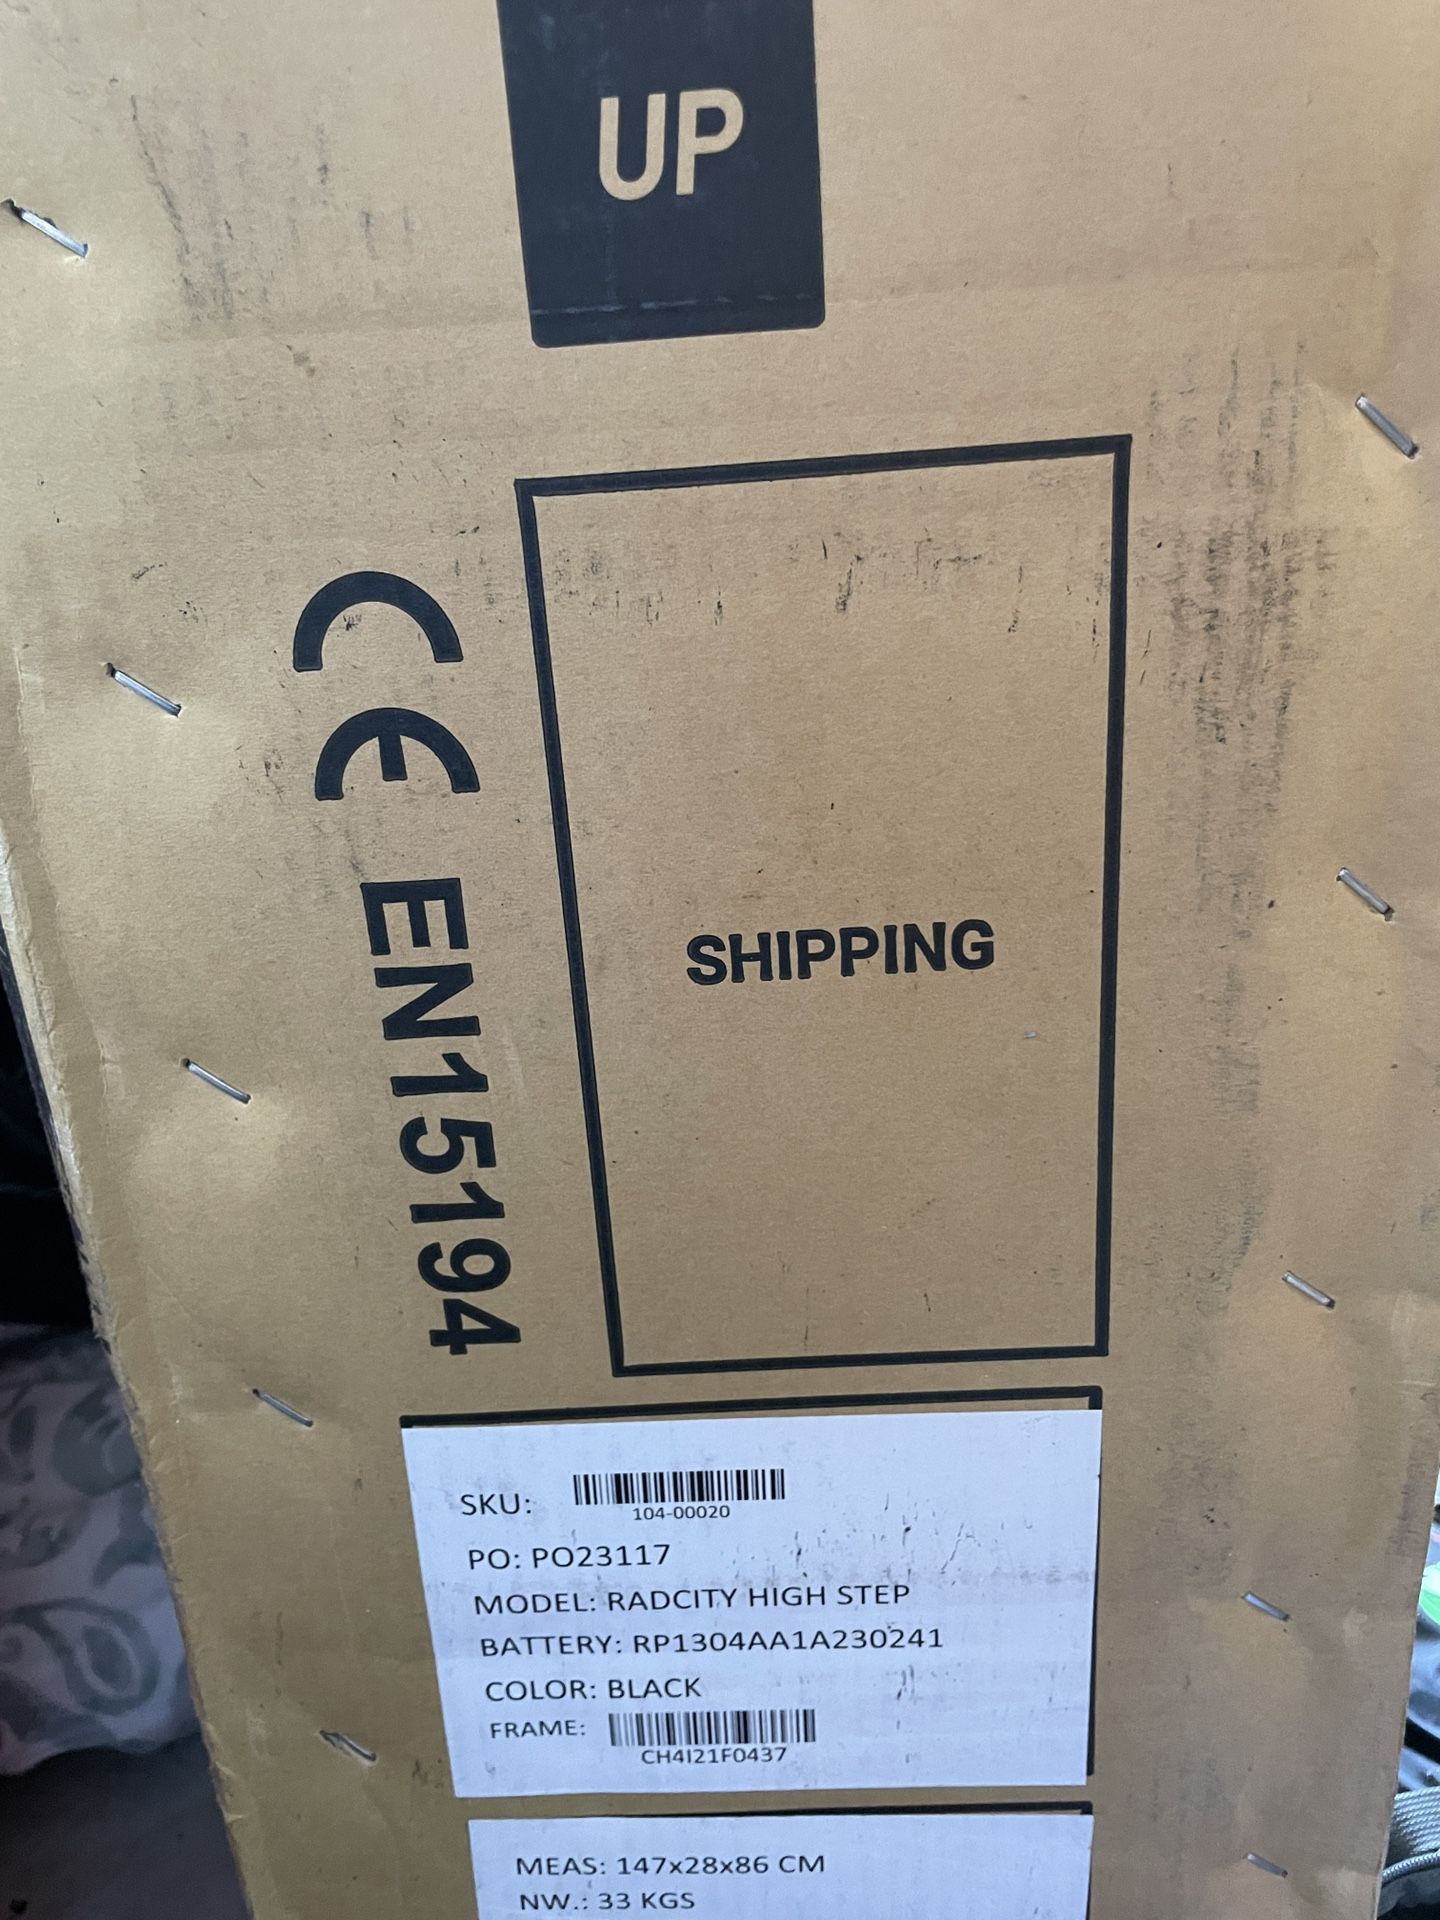 UP
CE EN15194
SHIPPING
SKU:
104-00020
PO: PO23117
MODEL: RADCITY HIGH STEP
BATTERY: RP1304AA1A230241
COLOR: BLACK
FRAME:
CH4I21F0437
MEAS: 147x28x86 CM
NW.: 33 KGS